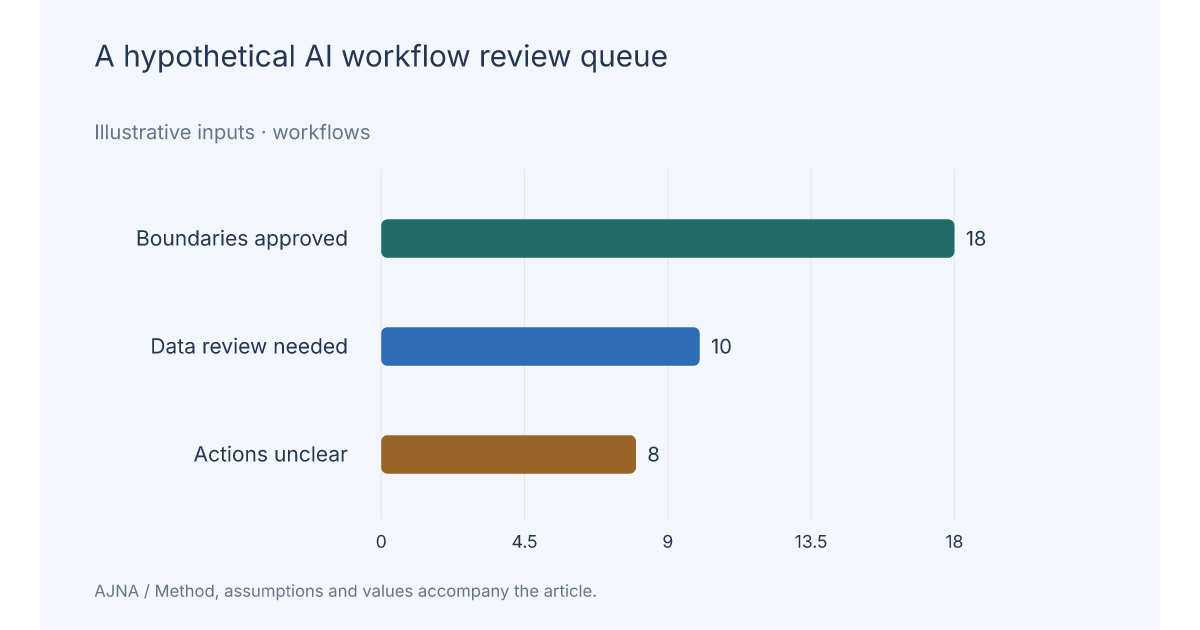 A hypothetical AI workflow review queue
Illustrative inputs · workflows
Boundaries approved 18
Data review needed 10
Actions unclear 8
0 4.5 9 13.5 18
AJNA / Method, assumptions and values accompany the article.